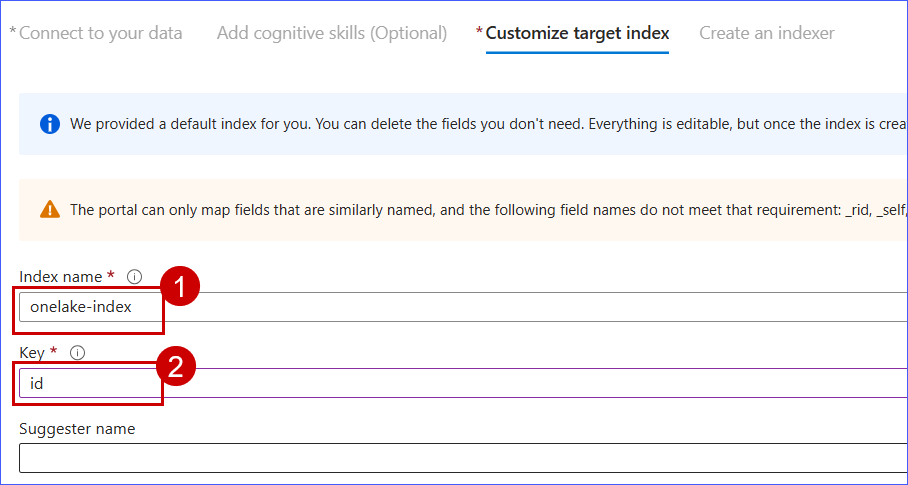 * Connect to your data Add cognitive skills (Optional) * Customize target index Create an indexer
We provided a default index for you. You can delete the fields you don't need. Everything is editable, but once the index is
The portal can only map fields that are similarly named, and the following field names do not meet that requirement: _rid, _self,
Index name *
1
onelake-index
Key *
2
id
Suggester name